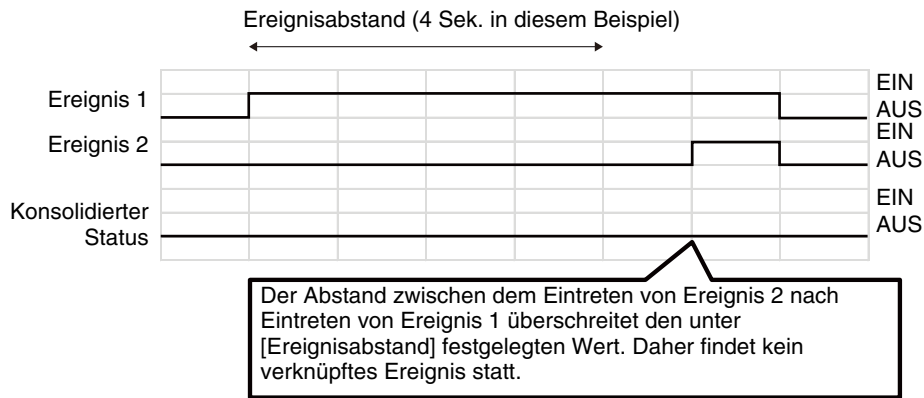 Ereignisabstand (4 Sek. in diesem Beispiel)
Ereignis 1
EIN
AUS
Ereignis 2
EIN
AUS
Konsolidierter
Status
EIN
AUS
Der Abstand zwischen dem Eintreten von Ereignis 2 nach
Eintreten von Ereignis 1 überschreitet den unter
[Ereignisabstand] festgelegten Wert. Daher findet kein
verknüpftes Ereignis statt.